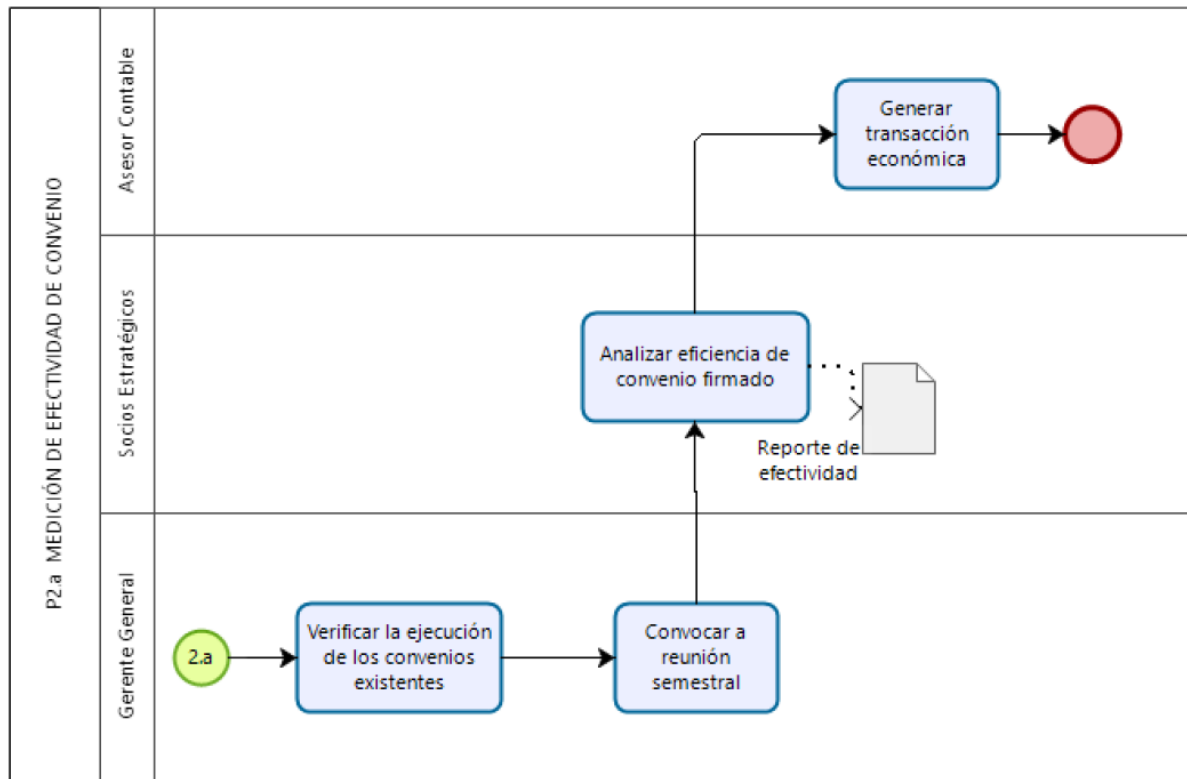 P2.a MEDICIÓN DE EFECTIVIDAD DE CONVENIO
Asesor Contable
Generar
transacción
económica
Socios Estratégicos
Analizar eficiencia de
convenio firmado
Reporte de
efectividad
Gerente General
2.a
Verificar la ejecución
de los convenios
existentes
Convocar a
reunión
semestral